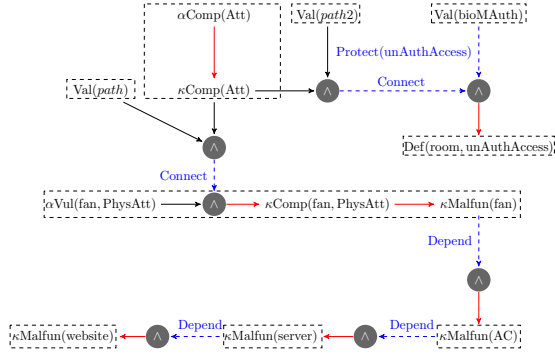 αComp(Att)
Val(path2)
Val(bioMAuth)
Protect(unAuthAccess)
Connect
Val(path)
κComp(Att)
∧
∧
∧
Def(room, unAuthAccess)
Connect
αVul(fan, PhysAtt)
∧
κComp(fan, PhysAtt)
κMalfun(fan)
Depend
∧
Depend
Depend
κMalfun(website)
∧
κMalfun(server)
∧
κMalfun(AC)